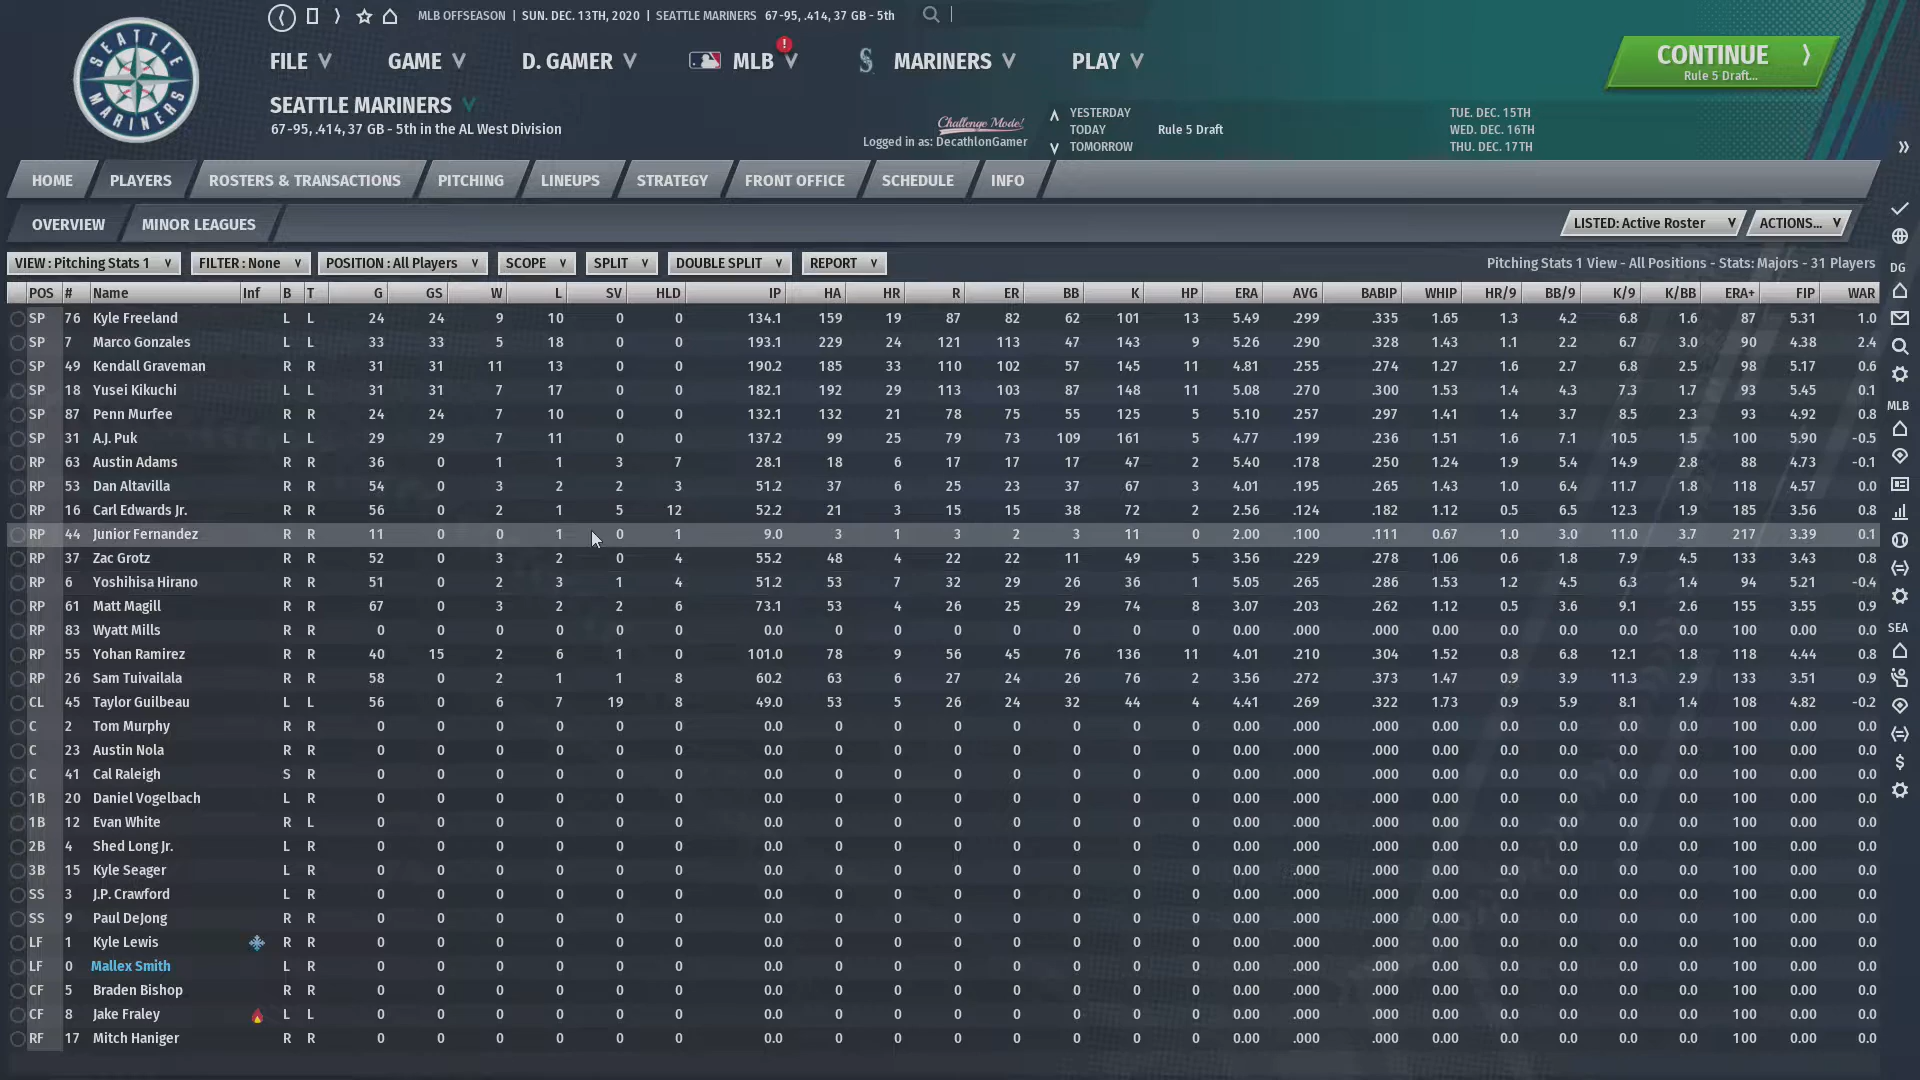 MLB OFFSEASON | SUN. DEC. 13TH, 2020 | SEATTLE MARINERS 67-95, .414, 37 GB - 5th
SEATTLE MARINERS
FILE GAME D. GAMER MLB ! S MARINERS PLAY
CONTINUE
Rule 5 Draft...
SEATTLE MARINERS
67-95, .414, 37 GB - 5th in the AL West Division
Challenge Mode!
Logged in as: DecathlonGamer
YESTERDAY
TODAY Rule 5 Draft
TOMORROW
TUE. DEC. 15TH
WED. DEC. 16TH
THU. DEC. 17TH
HOME PLAYERS ROSTERS & TRANSACTIONS PITCHING LINEUPS STRATEGY FRONT OFFICE SCHEDULE INFO
OVERVIEW MINOR LEAGUES LISTED: Active Roster ACTIONS...
VIEW : Pitching Stats 1 FILTER : None POSITION : All Players SCOPE SPLIT DOUBLE SPLIT REPORT Pitching Stats 1 View - All Positions - Stats: Majors - 31 Players
POS # Name Inf B T G GS W L SV HLD IP HA HR R ER BB K HP ERA AVG BABIP WHIP HR/9 BB/9 K/9 K/BB ERA+ FIP WAR
SP 76 Kyle Freeland L L 24 24 9 10 0 0 134.1 159 19 87 82 62 101 13 5.49 .299 .335 1.65 1.3 4.2 6.8 1.6 87 5.31 1.0
SP 7 Marco Gonzales L L 33 33 5 18 0 0 193.1 229 24 121 113 47 143 9 5.26 .290 .328 1.43 1.1 2.2 6.7 3.0 90 4.38 2.4
SP 49 Kendall Graveman R R 31 31 11 13 0 0 190.2 185 33 110 102 57 145 11 4.81 .255 .274 1.27 1.6 2.7 6.8 2.5 98 5.17 0.6
SP 18 Yusei Kikuchi L L 31 31 7 17 0 0 182.1 192 29 113 103 87 148 11 5.08 .270 .300 1.53 1.4 4.3 7.3 1.7 93 5.45 0.1
SP 87 Penn Murfee R R 24 24 7 10 0 0 132.1 132 21 78 75 55 125 5 5.10 .257 .297 1.41 1.4 3.7 8.5 2.3 93 4.92 0.8
SP 31 A.J. Puk L L 29 29 7 11 0 0 137.2 99 25 79 73 109 161 5 4.77 .199 .236 1.51 1.6 7.1 10.5 1.5 100 5.90 -0.5
RP 63 Austin Adams R R 36 0 1 1 3 7 28.1 18 6 17 17 17 47 2 5.40 .178 .250 1.24 1.9 5.4 14.9 2.8 88 4.73 -0.1
RP 53 Dan Altavilla R R 54 0 3 2 2 3 51.2 37 6 25 23 37 67 3 4.01 .195 .265 1.43 1.0 6.4 11.7 1.8 118 4.57 0.0
RP 16 Carl Edwards Jr. R R 56 0 2 1 5 12 52.2 21 3 15 15 38 72 2 2.56 .124 .182 1.12 0.5 6.5 12.3 1.9 185 3.56 0.8
RP 44 Junior Fernandez R R 11 0 0 1 0 1 9.0 3 1 3 2 3 11 0 2.00 .100 .111 0.67 1.0 3.0 11.0 3.7 217 3.39 0.1
RP 37 Zac Grotz R R 52 0 3 2 0 4 55.2 48 4 22 22 11 49 5 3.56 .229 .278 1.06 0.6 1.8 7.9 4.5 133 3.43 0.8
RP 6 Yoshihisa Hirano R R 51 0 2 3 1 4 51.2 53 7 32 29 26 36 1 5.05 .265 .286 1.53 1.2 4.5 6.3 1.4 94 5.21 -0.4
RP 61 Matt Magill R R 67 0 3 2 2 6 73.1 53 4 26 25 29 74 8 3.07 .203 .262 1.12 0.5 3.6 9.1 2.6 155 3.55 0.9
RP 83 Wyatt Mills R R 0 0 0 0 0 0 0.0 0 0 0 0 0 0 0 0.00 .000 .000 0.00 0.0 0.0 0.0 0.0 100 0.00 0.0
RP 55 Yohan Ramirez R R 40 15 2 6 1 0 101.0 78 9 56 45 76 136 11 4.01 .210 .304 1.52 0.8 6.8 12.1 1.8 118 4.44 0.8
RP 26 Sam Tuivailala R R 58 0 2 1 1 8 60.2 63 6 27 24 26 76 2 3.56 .272 .373 1.47 0.9 3.9 11.3 2.9 133 3.51 0.9
CL 45 Taylor Guilbeau L L 56 0 6 7 19 8 49.0 53 5 26 24 32 44 4 4.41 .269 .322 1.73 0.9 5.9 8.1 1.4 108 4.82 -0.2
C 2 Tom Murphy R R 0 0 0 0 0 0 0.0 0 0 0 0 0 0 0 0.00 .000 .000 0.00 0.0 0.0 0.0 0.0 100 0.00 0.0
C 23 Austin Nola R R 0 0 0 0 0 0 0.0 0 0 0 0 0 0 0 0.00 .000 .000 0.00 0.0 0.0 0.0 0.0 100 0.00 0.0
C 41 Cal Raleigh S R 0 0 0 0 0 0 0.0 0 0 0 0 0 0 0 0.00 .000 .000 0.00 0.0 0.0 0.0 0.0 100 0.00 0.0
1B 20 Daniel Vogelbach L R 0 0 0 0 0 0 0.0 0 0 0 0 0 0 0 0.00 .000 .000 0.00 0.0 0.0 0.0 0.0 100 0.00 0.0
1B 12 Evan White R L 0 0 0 0 0 0 0.0 0 0 0 0 0 0 0 0.00 .000 .000 0.00 0.0 0.0 0.0 0.0 100 0.00 0.0
2B 4 Shed Long Jr. L R 0 0 0 0 0 0 0.0 0 0 0 0 0 0 0 0.00 .000 .000 0.00 0.0 0.0 0.0 0.0 100 0.00 0.0
3B 15 Kyle Seager L R 0 0 0 0 0 0 0.0 0 0 0 0 0 0 0 0.00 .000 .000 0.00 0.0 0.0 0.0 0.0 100 0.00 0.0
SS 3 J.P. Crawford L R 0 0 0 0 0 0 0.0 0 0 0 0 0 0 0 0.00 .000 .000 0.00 0.0 0.0 0.0 0.0 100 0.00 0.0
SS 9 Paul DeJong R R 0 0 0 0 0 0 0.0 0 0 0 0 0 0 0 0.00 .000 .000 0.00 0.0 0.0 0.0 0.0 100 0.00 0.0
LF 1 Kyle Lewis R R 0 0 0 0 0 0 0.0 0 0 0 0 0 0 0 0.00 .000 .000 0.00 0.0 0.0 0.0 0.0 100 0.00 0.0
LF 0 Mallex Smith L R 0 0 0 0 0 0 0.0 0 0 0 0 0 0 0 0.00 .000 .000 0.00 0.0 0.0 0.0 0.0 100 0.00 0.0
CF 5 Braden Bishop R R 0 0 0 0 0 0 0.0 0 0 0 0 0 0 0 0.00 .000 .000 0.00 0.0 0.0 0.0 0.0 100 0.00 0.0
CF 8 Jake Fraley L L 0 0 0 0 0 0 0.0 0 0 0 0 0 0 0 0.00 .000 .000 0.00 0.0 0.0 0.0 0.0 100 0.00 0.0
RF 17 Mitch Haniger R R 0 0 0 0 0 0 0.0 0 0 0 0 0 0 0 0.00 .000 .000 0.00 0.0 0.0 0.0 0.0 100 0.00 0.0
DG
MLB
SEA
$